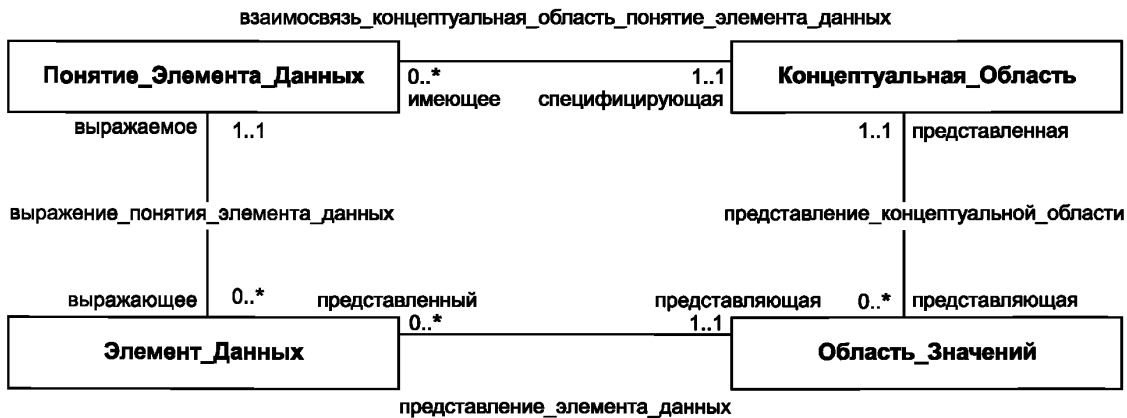 взаимосвязь_концептуальная_область_понятие_элемента_данных
Понятие_Элемента_Данных
0..*
1..1
Концептуальная_Область
имеющее
специфицирующая
выражаемое
1..1
1..1
представленная
выражение_понятия_элемента_данных
представление_концептуальной_области
выражающее
0..*
представленный
представляющая
0..*
представляющая
0..*
1..1
Элемент_Данных
Область_Значений
представление_элемента_данных